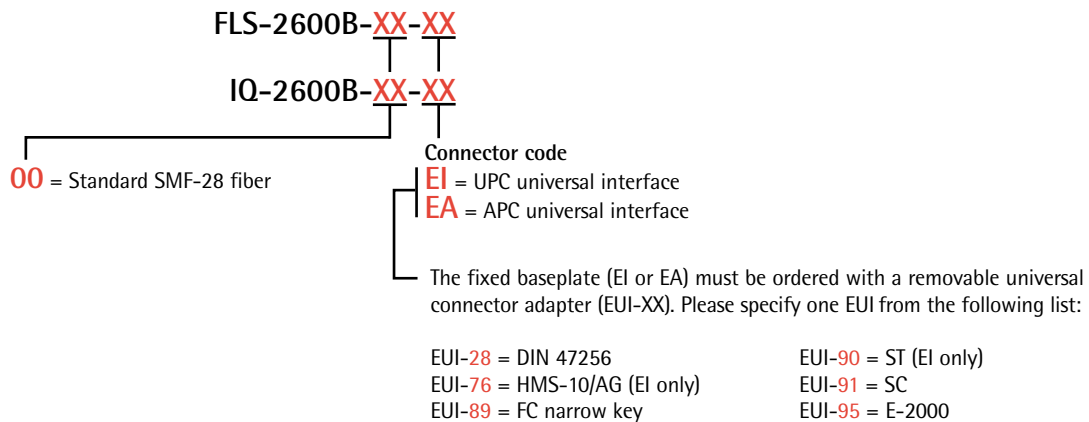 FLS-2600B-XX-XX
IQ-2600B-XX-XX
00 = Standard SMF-28 fiber
Connector code
EI = UPC universal interface
EA = APC universal interface
The fixed baseplate (EI or EA) must be ordered with a removable universal
connector adapter (EUI-XX). Please specify one EUI from the following list:
EUI-28 = DIN 47256
EUI-76 = HMS-10/AG (EI only)
EUI-89 = FC narrow key
EUI-90 = ST (EI only)
EUI-91 = SC
EUI-95 = E-2000